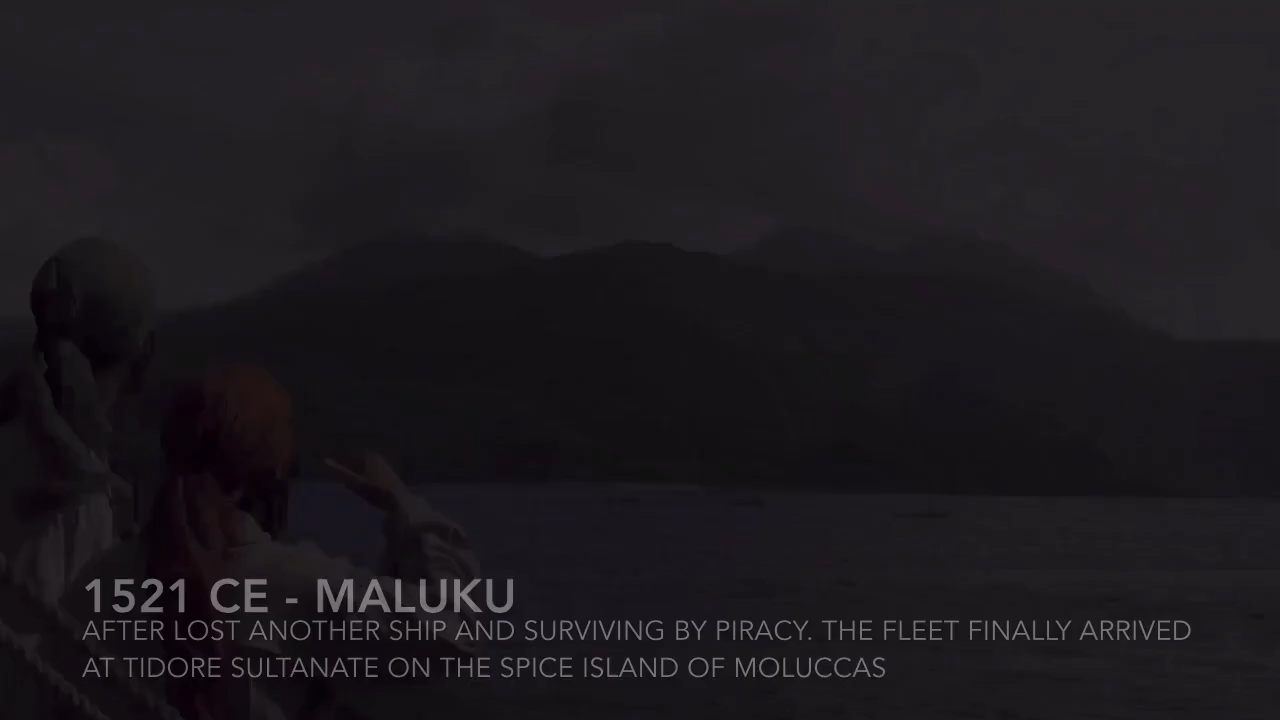 1521 CE - MALUKU
AFTER LOST ANOTHER SHIP AND SURVIVING BY PIRACY. THE FLEET FINALLY ARRIVED
AT TIDORE SULTANATE ON THE SPICE ISLAND OF MOLUCCAS